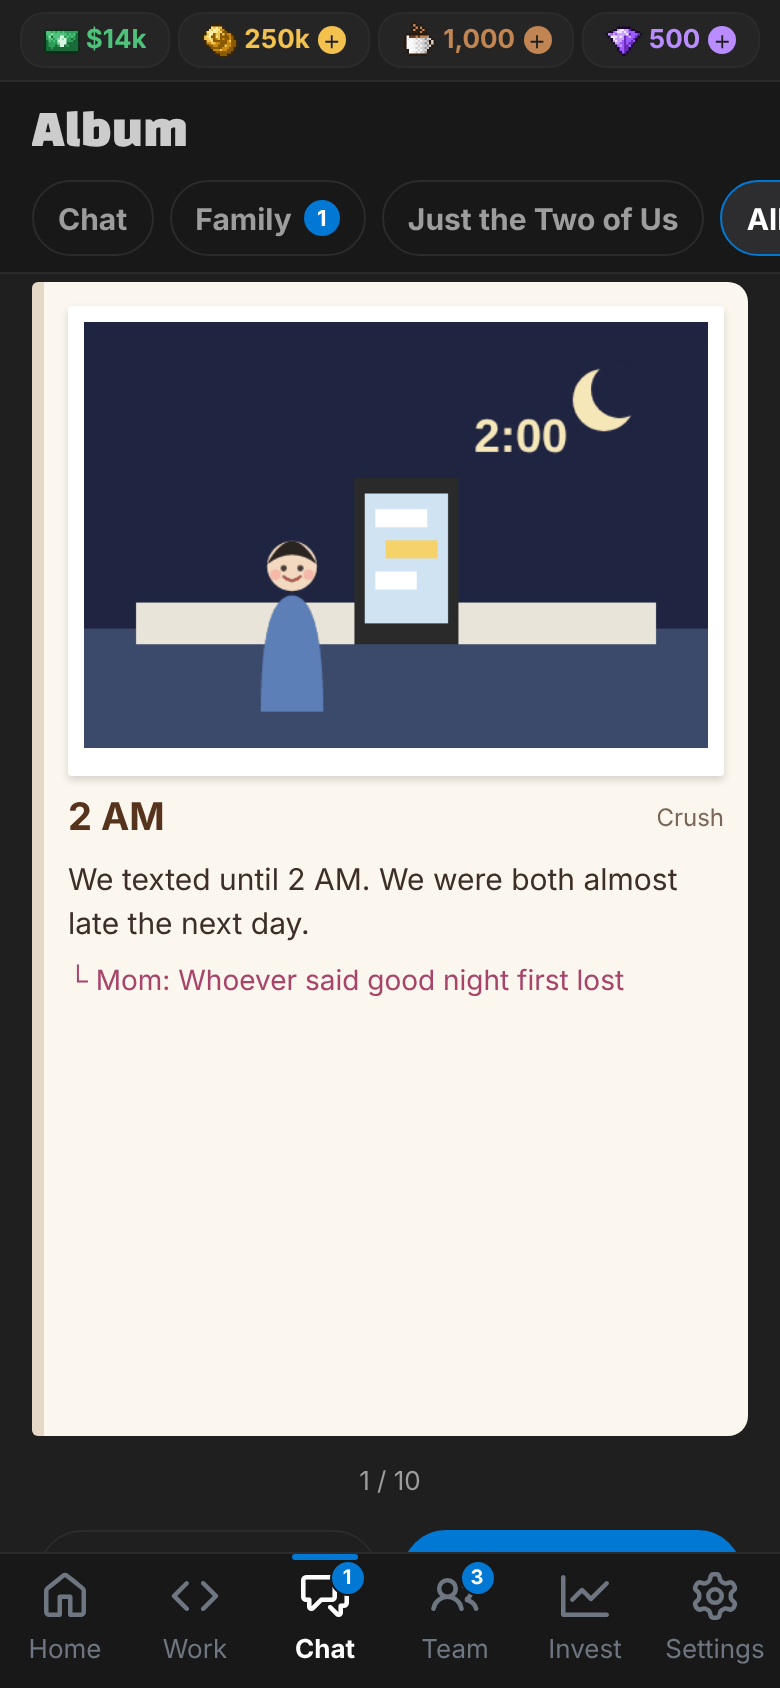 $14k 250k + 1,000 + 500 +
Album
Chat Family 1 Just the Two of Us
2:00
2 AM Crush
We texted until 2 AM. We were both almost
late the next day.
└ Mom: Whoever said good night first lost
1 / 10
1 3
Home Work Chat Team Invest Settings